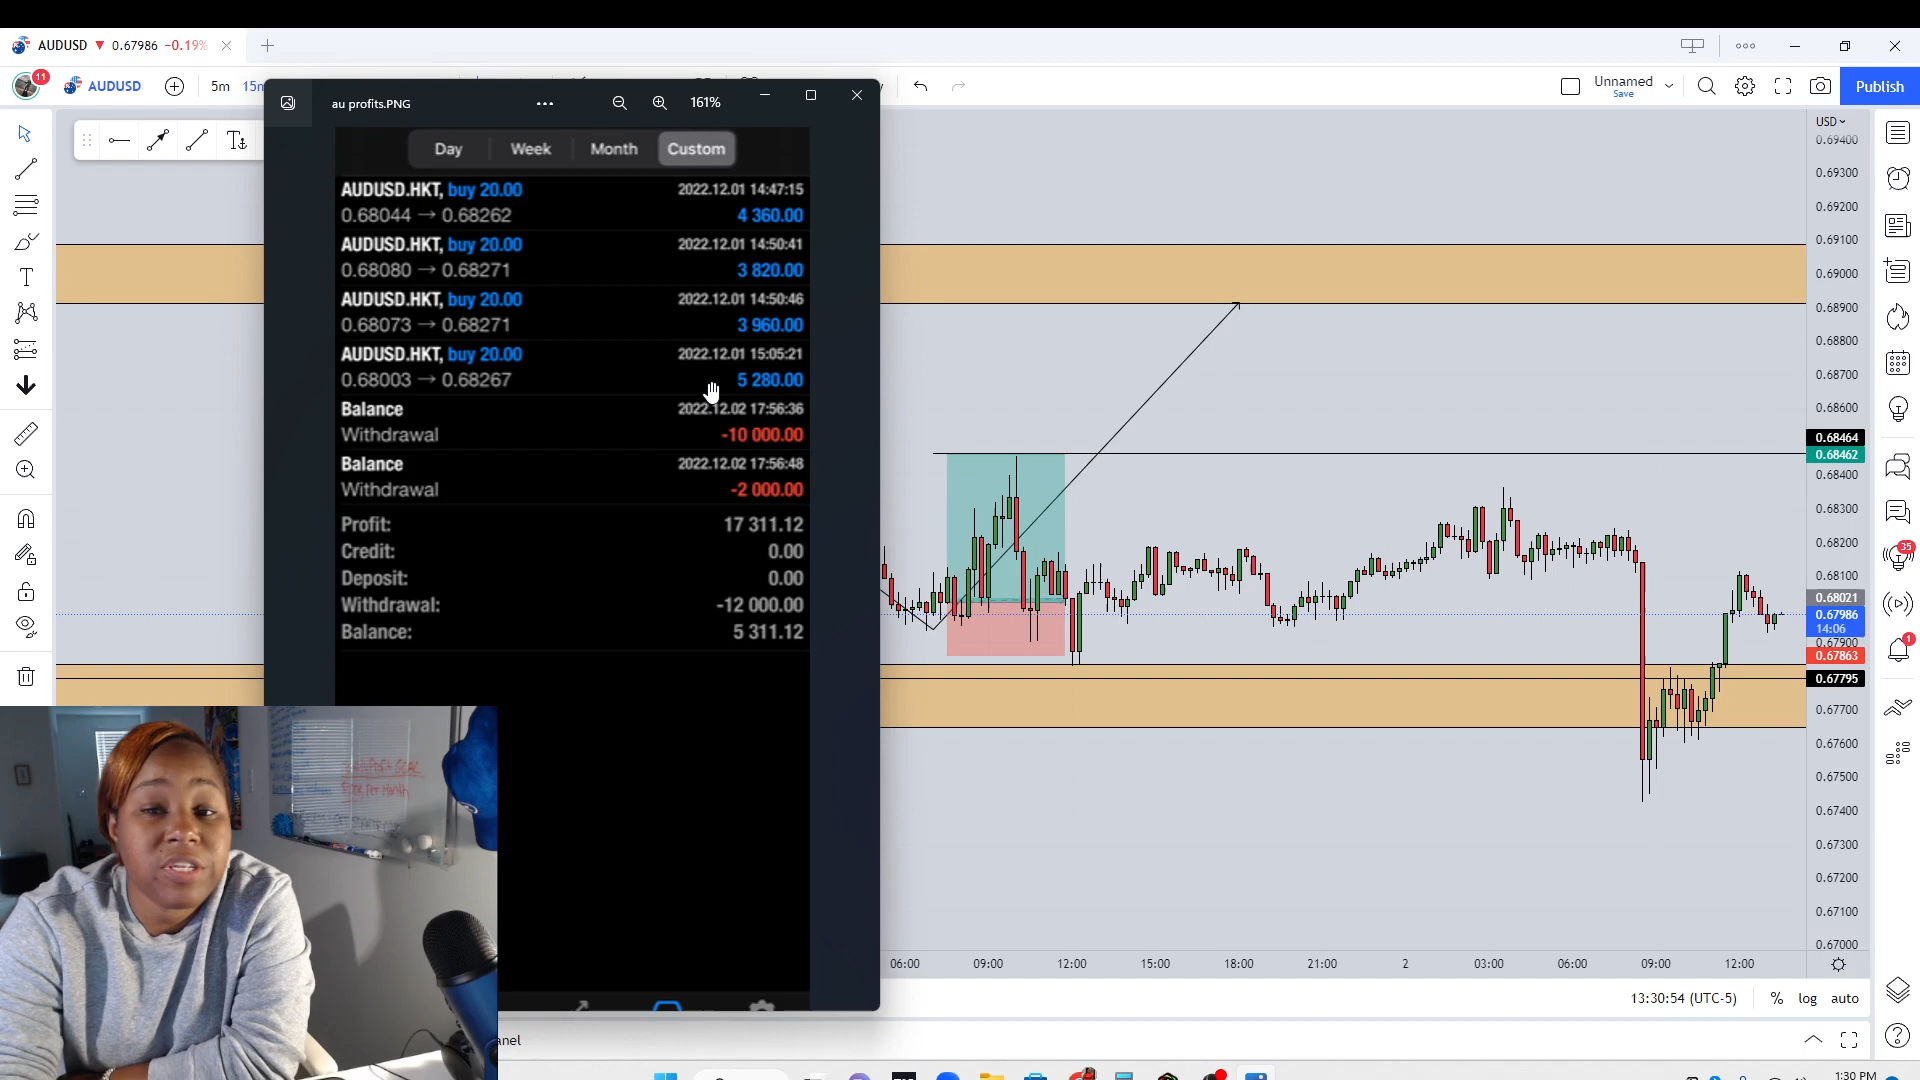 AUDUSD ▼ 0.67986 -0.19%
11 AUDUSD 5m 15m
Unnamed
Save
Publish
au profits.PNG
161%
Day Week Month Custom
AUDUSD.HKT, buy 20.00 2022.12.01 14:47:15
0.68044 → 0.68262 4 360.00
AUDUSD.HKT, buy 20.00 2022.12.01 14:50:41
0.68080 → 0.68271 3 820.00
AUDUSD.HKT, buy 20.00 2022.12.01 14:50:46
0.68073 → 0.68271 3 960.00
AUDUSD.HKT, buy 20.00 2022.12.01 15:05:21
0.68003 → 0.68267 5 280.00
Balance 2022.12.02 17:56:36
Withdrawal -10 000.00
Balance 2022.12.02 17:56:48
Withdrawal -2 000.00
Profit: 17 311.12
Credit: 0.00
Deposit: 0.00
Withdrawal: -12 000.00
Balance: 5 311.12
USD
0.69400
0.69300
0.69200
0.69100
0.69000
0.68900
0.68800
0.68700
0.68600
0.68464
0.68462
0.68400
0.68300
0.68200
0.68100
0.68021
0.67986
14:06
0.67900
0.67863
0.67795
0.67700
0.67600
0.67500
0.67400
0.67300
0.67200
0.67100
0.67000
35
1
06:00 09:00 12:00 15:00 18:00 21:00 2 03:00 06:00 09:00 12:00
13:30:54 (UTC-5) % log auto
anel
1:30 PM